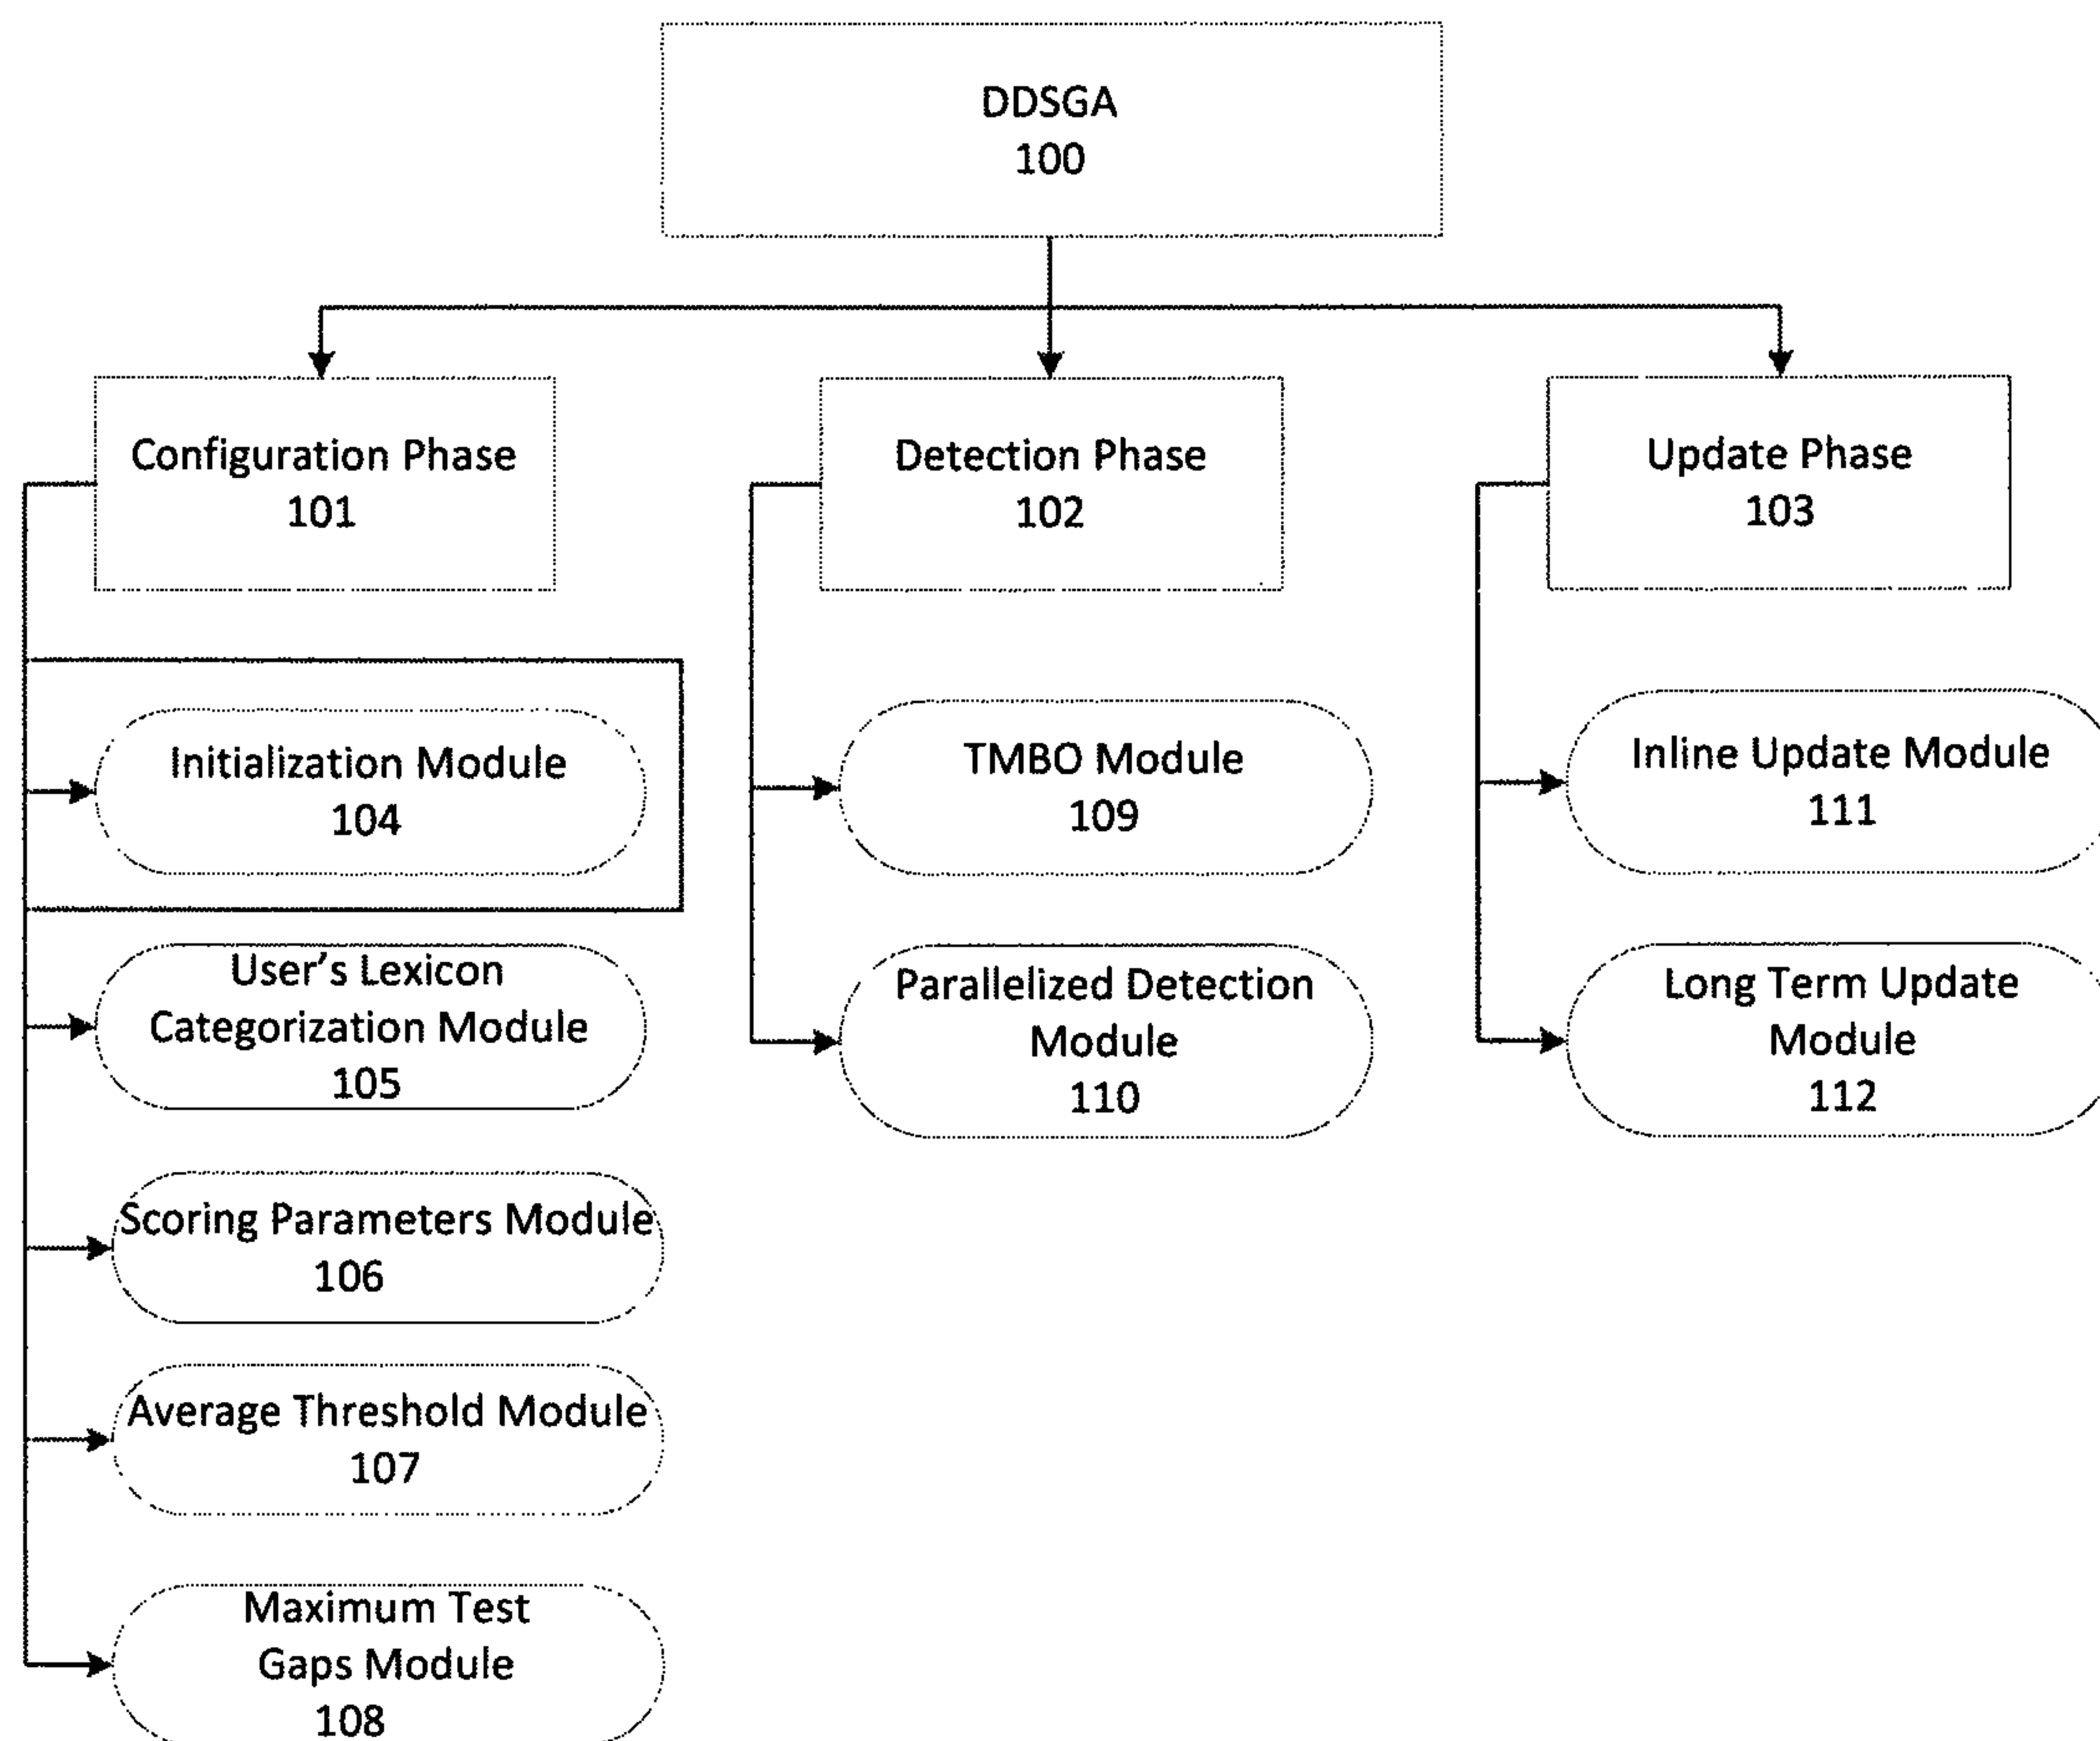 DDSGA
100
Configuration Phase
101
Detection Phase
102
Update Phase
103
Initialization Module
104
User's Lexicon
Categorization Module
105
Scoring Parameters Module
106
Average Threshold Module
107
Maximum Test
Gaps Module
108
TMBO Module
109
Parallelized Detection
Module
110
Inline Update Module
111
Long Term Update
Module
112